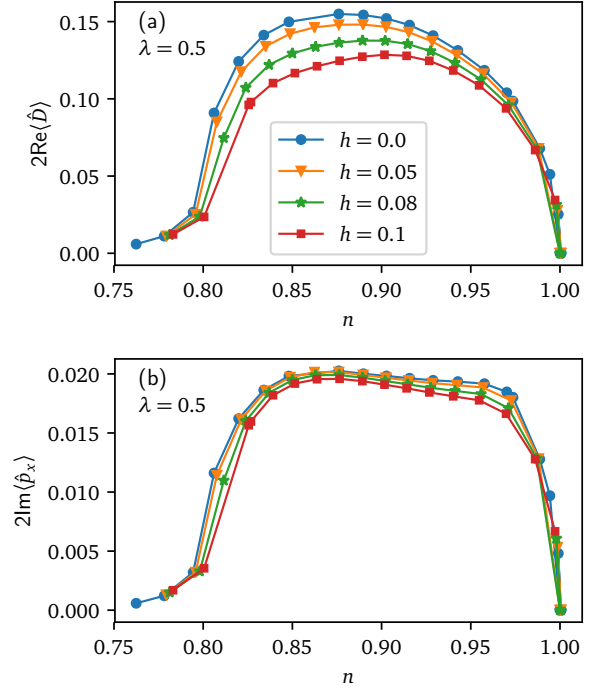 (a)
λ = 0.5
0.15
0.10
0.05
0.00
2Re⟨D̂⟩
h = 0.0
h = 0.05
h = 0.08
h = 0.1
0.75 0.80 0.85 0.90 0.95 1.00
n
(b)
λ = 0.5
0.020
0.015
0.010
0.005
0.000
2Im⟨p̂ₓ⟩
0.75 0.80 0.85 0.90 0.95 1.00
n